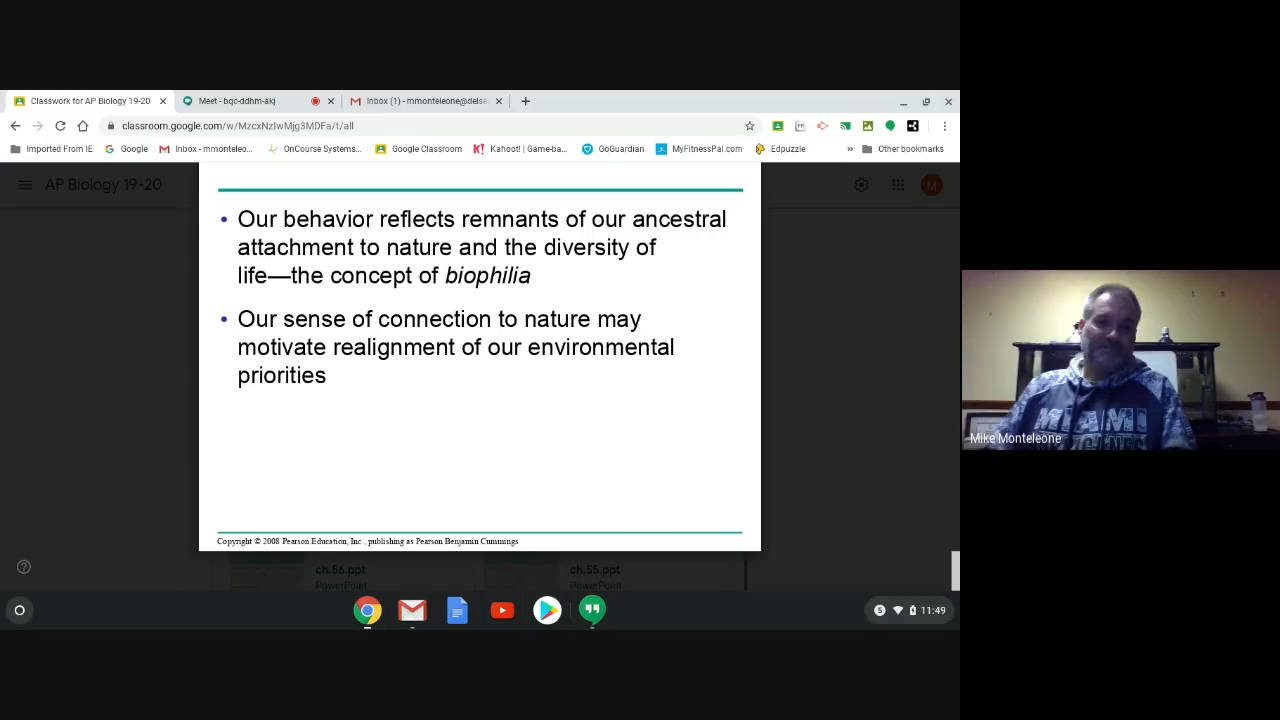 Classwork for AP Biology 19-20
Meet - bqc-ddhm-akj
Inbox (1) - mmonteleone@delse
classroom.google.com/w/MzcxNzIwMjg3MDFa/t/all
Imported From IE
Google
Inbox - mmonteleo...
OnCourse Systems...
Google Classroom
Kahoot! | Game-ba...
GoGuardian
MyFitnessPal.com
Edpuzzle
»
Other bookmarks
AP Biology 19-20
M
• Our behavior reflects remnants of our ancestral
attachment to nature and the diversity of
life—the concept of biophilia
• Our sense of connection to nature may
motivate realignment of our environmental
priorities
Copyright © 2008 Pearson Education, Inc., publishing as Pearson Benjamin Cummings
ch.56.ppt
PowerPoint
ch.55.ppt
PowerPoint
11:49
MIAMI
Mike Monteleone